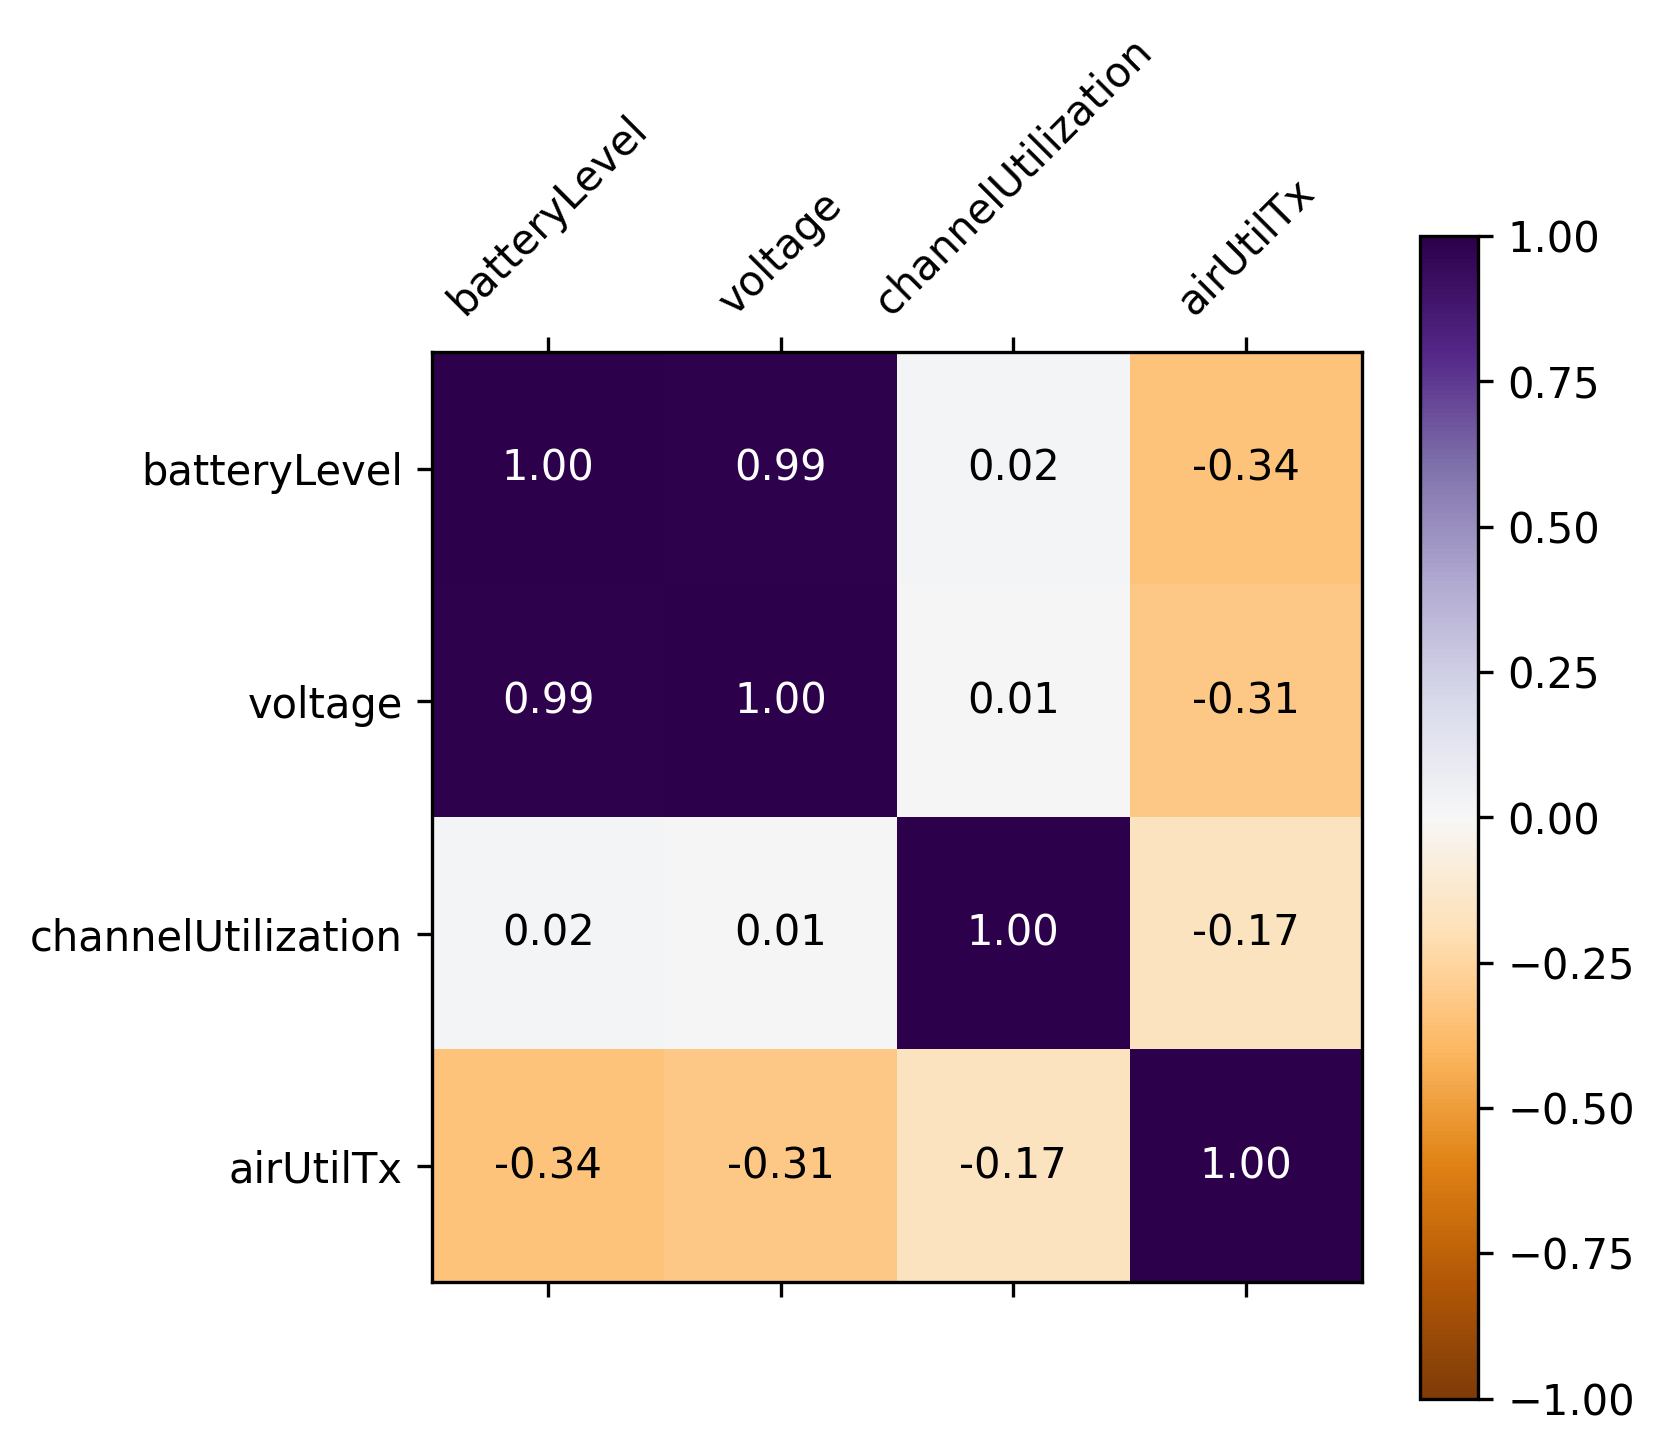 batteryLevel
voltage
channelUtilization
airUtilTx
batteryLevel 1.00 0.99 0.02 -0.34
voltage 0.99 1.00 0.01 -0.31
channelUtilization 0.02 0.01 1.00 -0.17
airUtilTx -0.34 -0.31 -0.17 1.00
1.00
0.75
0.50
0.25
0.00
−0.25
−0.50
−0.75
−1.00